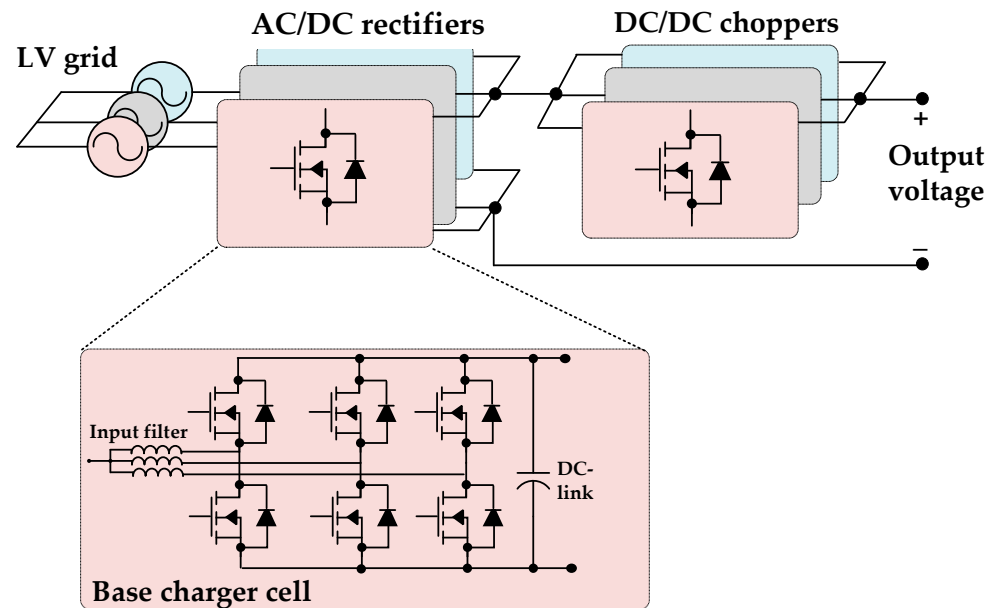 AC/DC rectifiers
DC/DC choppers
LV grid
+
Output
voltage
–
Input filter
DC-
link
Base charger cell